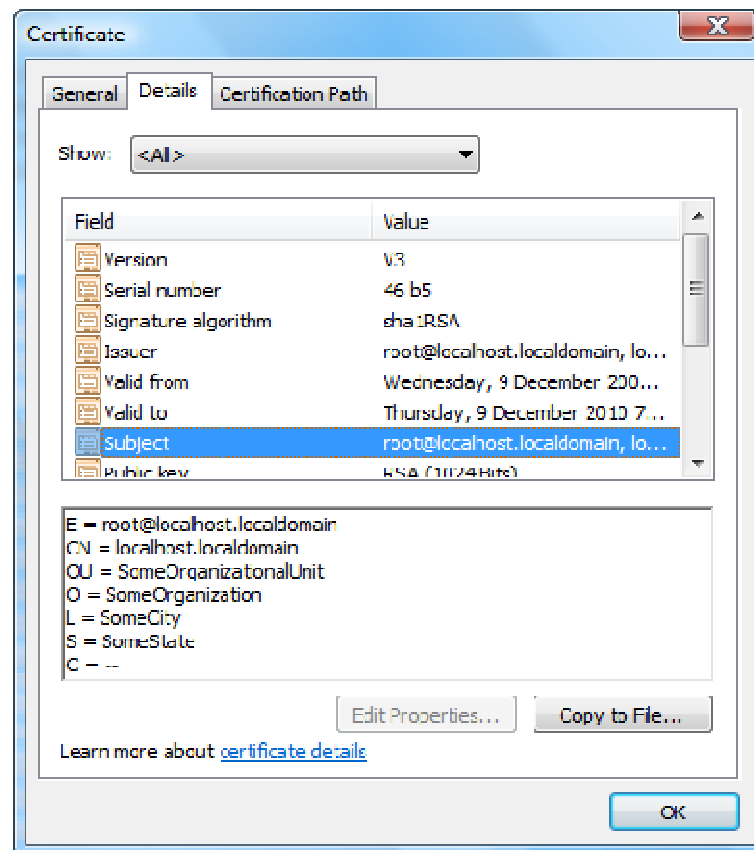 Certificate
General Details Certification Path
Show: <All>
Field Value
Version V3
Serial number 46 b5
Signature algorithm sha1RSA
Issuer root@localhost.localdomain, lo...
Valid from Wednesday, 9 December 200...
Valid to Thursday, 9 December 2010 7...
Subject root@localhost.localdomain, lo...
Public key RSA (1024 Bits)
E = root@localhost.localdomain
CN = localhost.localdomain
OU = SomeOrganizationalUnit
O = SomeOrganization
L = SomeCity
S = SomeState
C = --
Edit Properties... Copy to File...
Learn more about certificate details
OK